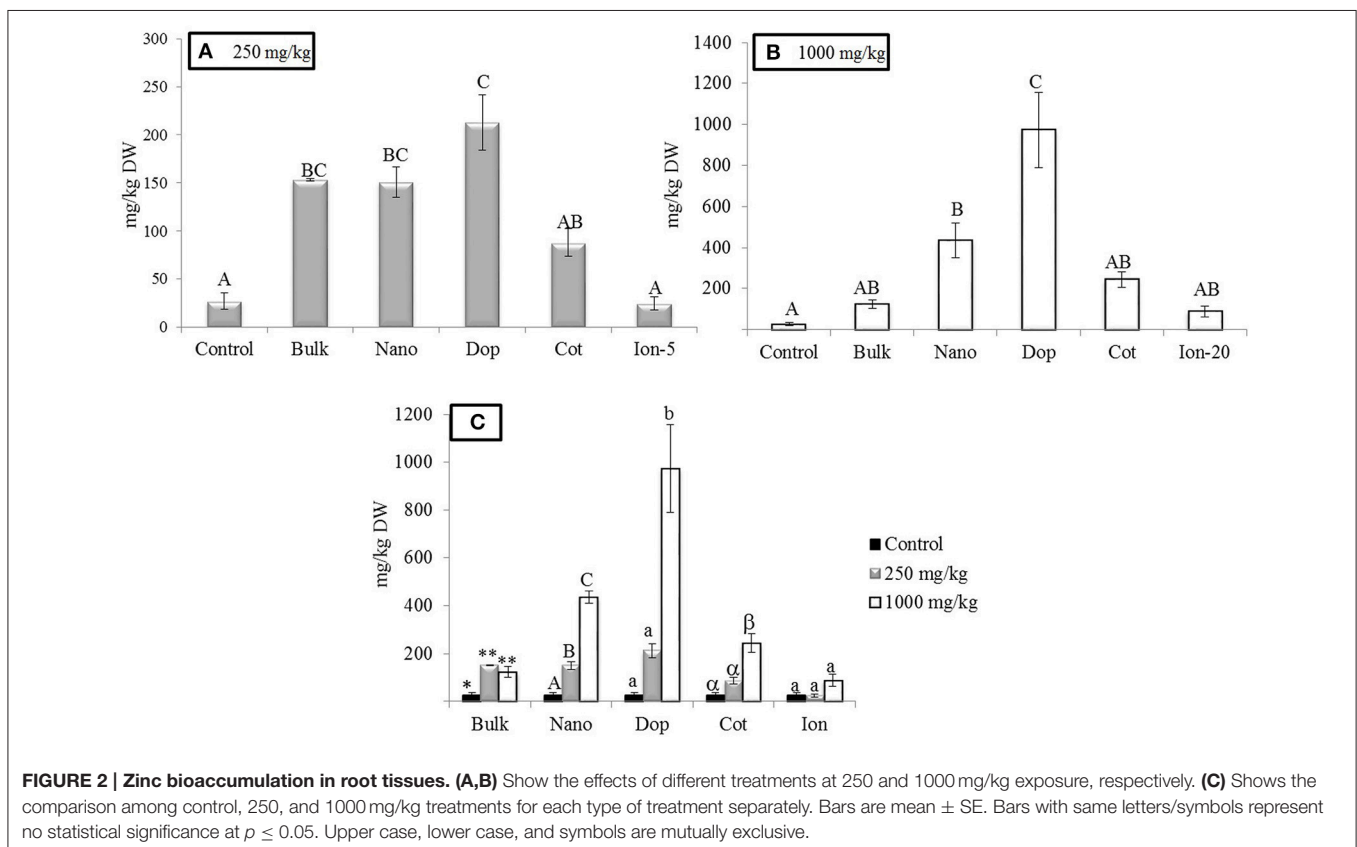 A 250 mg/kg
mg/kg DW
300
250
200
150
100
50
0
A
BC
BC
C
AB
A
Control Bulk Nano Dop Cot Ion-5
B 1000 mg/kg
mg/kg DW
1400
1200
1000
800
600
400
200
A
AB
B
C
AB
AB
Control Bulk Nano Dop Cot Ion-20
C
mg/kg DW
1200
1000
800
600
400
200
* ** **
A B C
a a b
α α β
a a a
Bulk Nano Dop Cot Ion
Control
250 mg/kg
1000 mg/kg
FIGURE 2 | Zinc bioaccumulation in root tissues. (A,B) Show the effects of different treatments at 250 and 1000 mg/kg exposure, respectively. (C) Shows the
comparison among control, 250, and 1000 mg/kg treatments for each type of treatment separately. Bars are mean ± SE. Bars with same letters/symbols represent
no statistical significance at p ≤ 0.05. Upper case, lower case, and symbols are mutually exclusive.